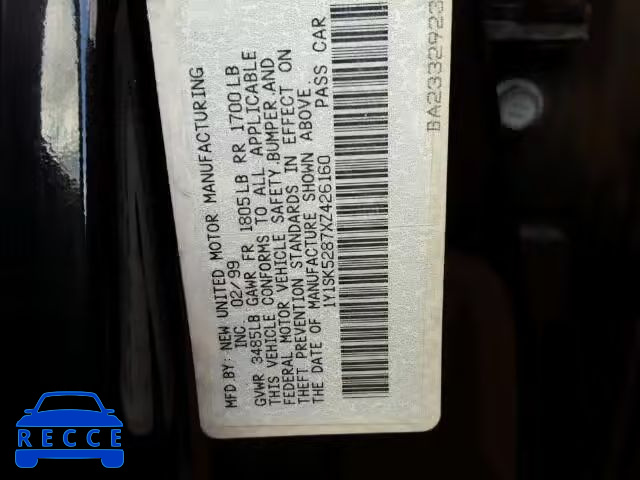 MFD BY: NEW UNITED MOTOR MANUFACTURING
INC. 02/99
GVWR 3485LB GAWR FR 1805LB RR 1700LB
THIS VEHICLE CONFORMS TO ALL APPLICABLE
FEDERAL MOTOR VEHICLE SAFETY,BUMPER AND
THEFT PREVENTION STANDARDS IN EFFECT ON
THE DATE OF MANUFACTURE SHOWN ABOVE.
1Y1SK5287XZ426160 PASS CAR
BA2332923
RECCE